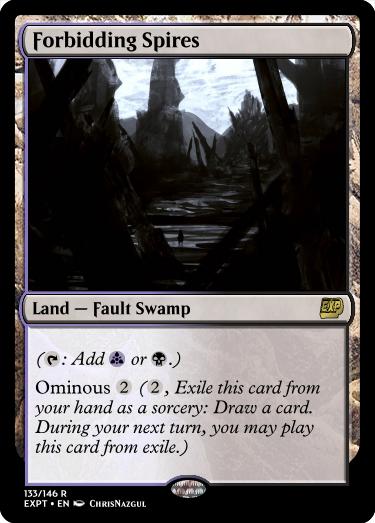 Forbidding Spires
Land — Fault Swamp
EXP
(: Add or .)
Ominous 2 (2, Exile this card from
your hand as a sorcery: Draw a card.
During your next turn, you may play
this card from exile.)
133/146 R
EXPT • EN ChrisNazgul